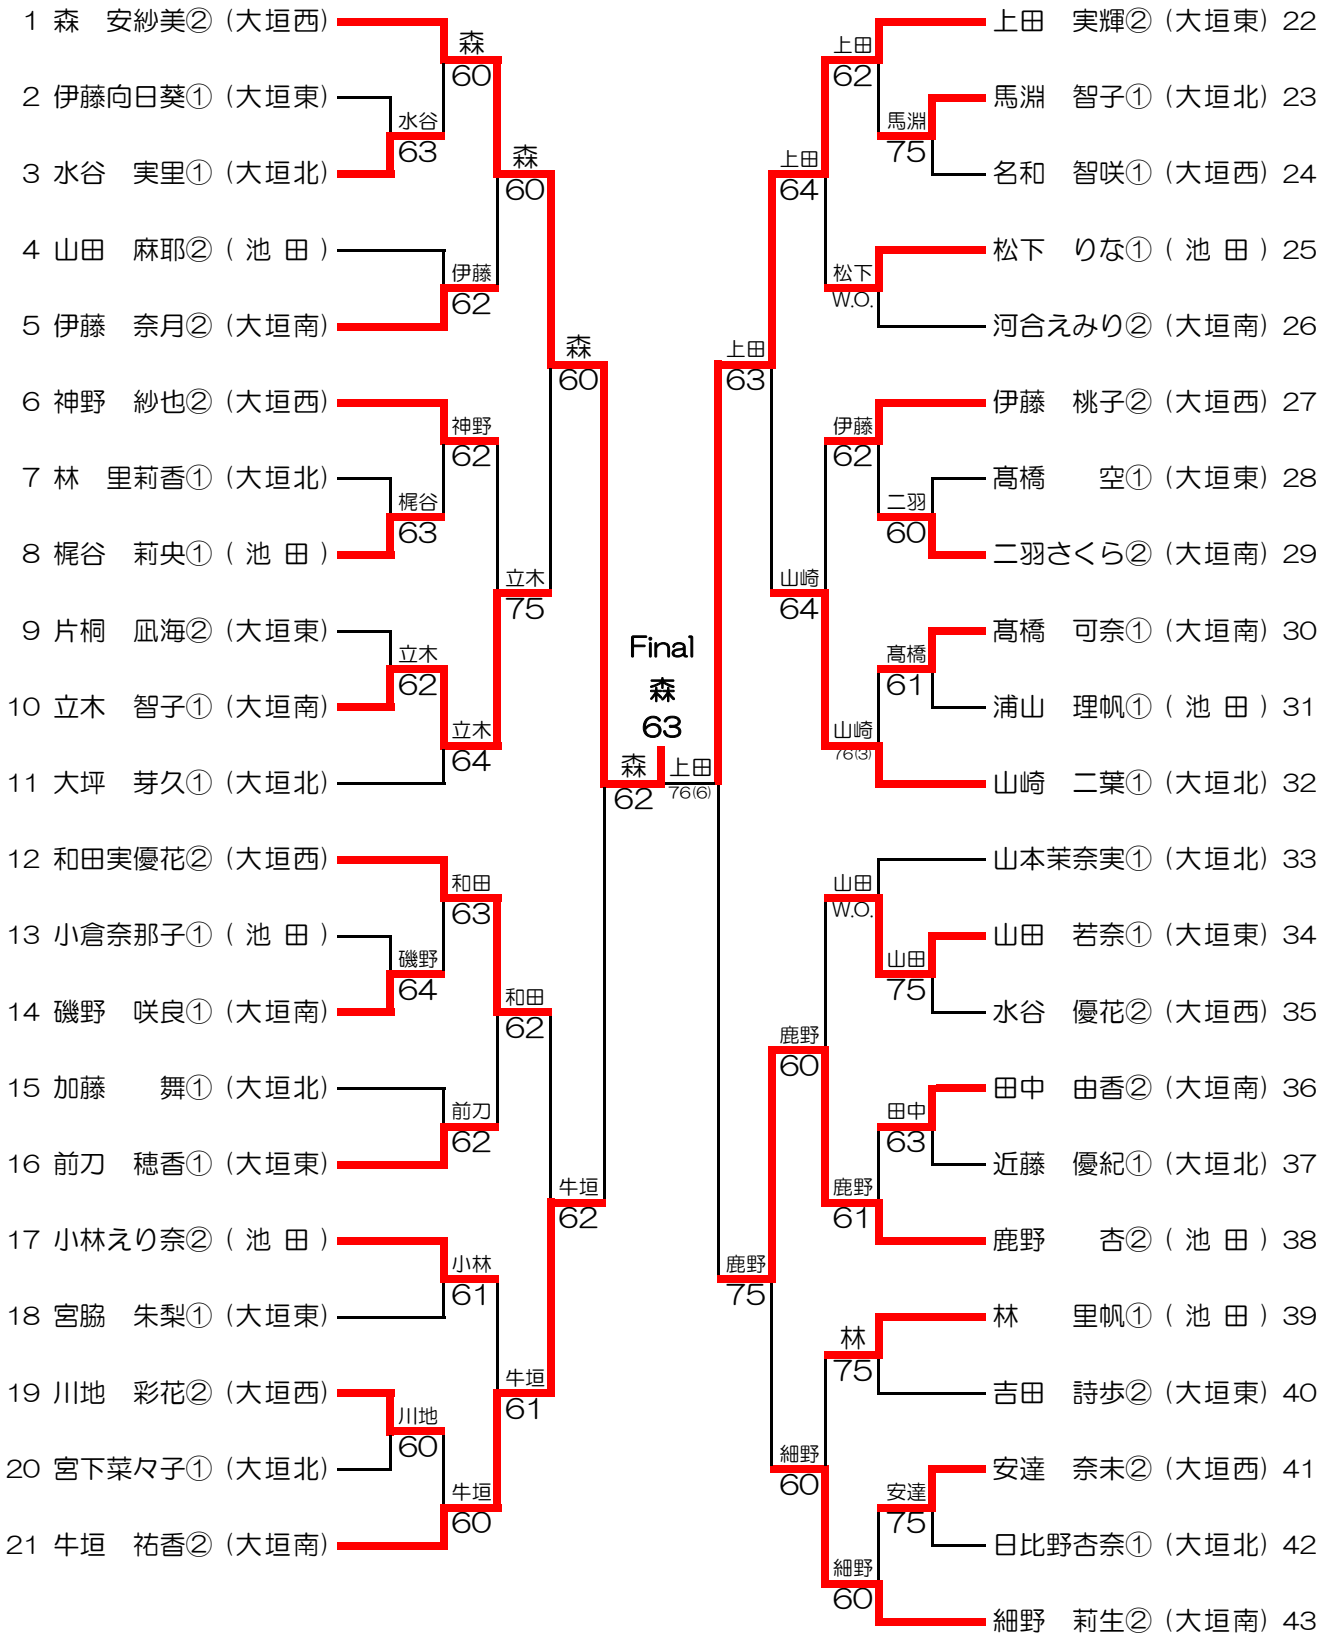 1 森　安紗美② (大垣西)
2 伊藤向日葵① (大垣東)
3 水谷　実里① (大垣北)
4 山田　麻耶② ( 池 田 )
5 伊藤　奈月② (大垣南)
6 神野　紗也② (大垣西)
7 林　里莉香① (大垣北)
8 梶谷　莉央① ( 池 田 )
9 片桐　凪海② (大垣東)
10 立木　智子① (大垣南)
11 大坪　芽久① (大垣北)
12 和田実優花② (大垣西)
13 小倉奈那子① ( 池 田 )
14 磯野　咲良① (大垣南)
15 加藤　　舞① (大垣北)
16 前刀　穂香① (大垣東)
17 小林えり奈② ( 池 田 )
18 宮脇　朱梨① (大垣東)
19 川地　彩花② (大垣西)
20 宮下菜々子① (大垣北)
21 牛垣　祐香② (大垣南)
水谷
63
梶谷
63
立木
62
磯野
64
川地
60
森
60
伊藤
62
神野
62
立木
64
和田
63
前刀
62
小林
61
牛垣
60
森
60
立木
75
和田
62
牛垣
61
森
60
牛垣
62
森
62
Final
森
63
上田
76(6)
上田
63
鹿野
75
上田
64
山崎
64
鹿野
60
細野
60
上田
62
松下
W.O.
伊藤
62
山崎
76(3)
山田
W.O.
鹿野
61
林
75
細野
60
馬淵
75
二羽
60
髙橋
61
山田
75
田中
63
安達
75
上田　実輝② (大垣東) 22
馬淵　智子① (大垣北) 23
名和　智咲① (大垣西) 24
松下　りな① ( 池 田 ) 25
河合えみり② (大垣南) 26
伊藤　桃子② (大垣西) 27
髙橋　　空① (大垣東) 28
二羽さくら② (大垣南) 29
髙橋　可奈① (大垣南) 30
浦山　理帆① ( 池 田 ) 31
山崎　二葉① (大垣北) 32
山本茉奈実① (大垣北) 33
山田　若奈① (大垣東) 34
水谷　優花② (大垣西) 35
田中　由香② (大垣南) 36
近藤　優紀① (大垣北) 37
鹿野　　杏② ( 池 田 ) 38
林　　里帆① ( 池 田 ) 39
吉田　詩歩② (大垣東) 40
安達　奈未② (大垣西) 41
日比野杏奈① (大垣北) 42
細野　莉生② (大垣南) 43